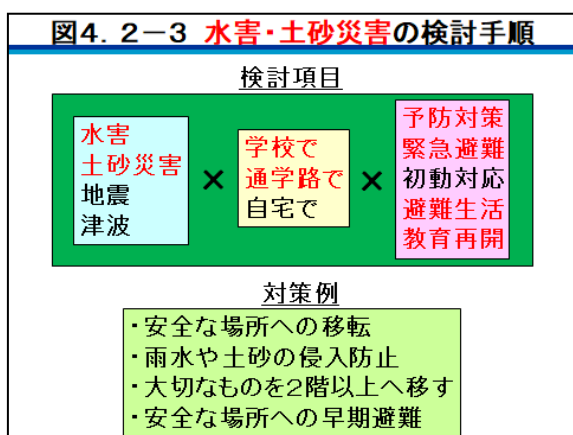 図4.2-3 水害・土砂災害の検討手順
検討項目
水害
土砂災害
地震
津波
×
学校で
通学路で
自宅で
×
予防対策
緊急避難
初動対応
避難生活
教育再開
対策例
・安全な場所への移転
・雨水や土砂の侵入防止
・大切なものを2階以上へ移す
・安全な場所への早期避難